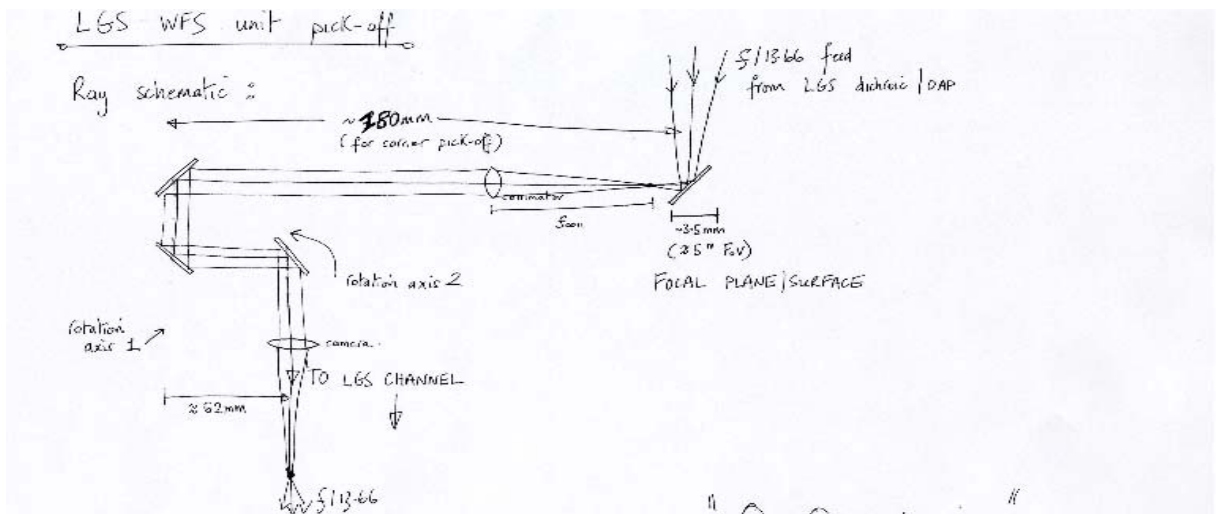 LGS WFS unit pick-off
Ray schematic :
f/13.66 feed
from LGS dichroic/DAP
~180mm
(for corner pick-off)
collimator
~3.5mm
(≈5" FoV)
FOCAL PLANE/SURFACE
rotation axis 2
rotation
axis 1
camera.
TO LGS CHANNEL
≈62mm
f/13.66